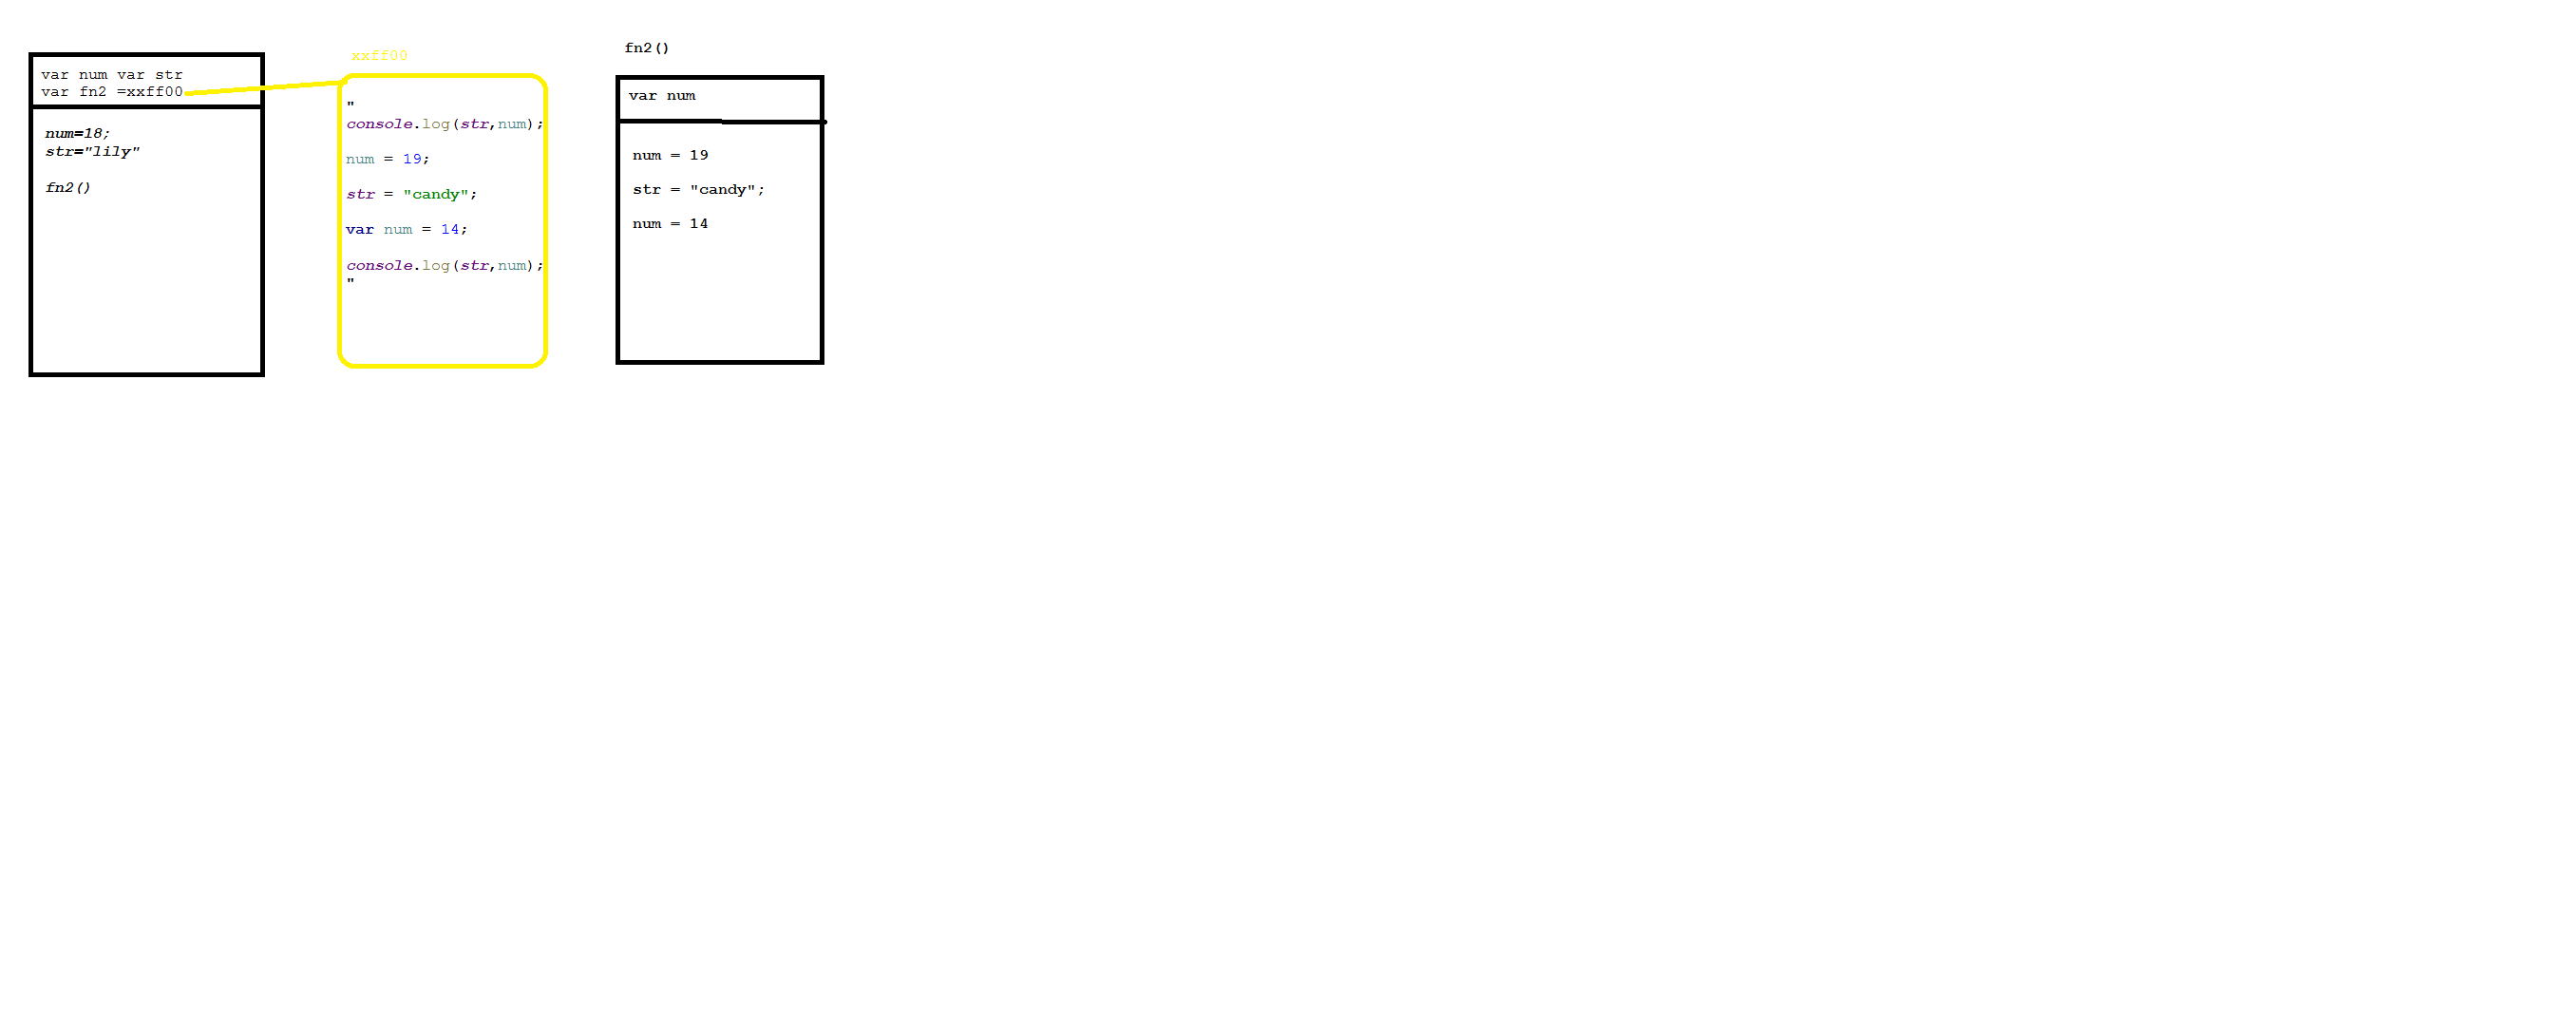 var num var str
var fn2 =xxff00
num=18;
str="lily"
fn2()
xxff00
"
console.log(str,num);
num = 19;
str = "candy";
var num = 14;
console.log(str,num);
"
fn2()
var num
num = 19
str = "candy";
num = 14